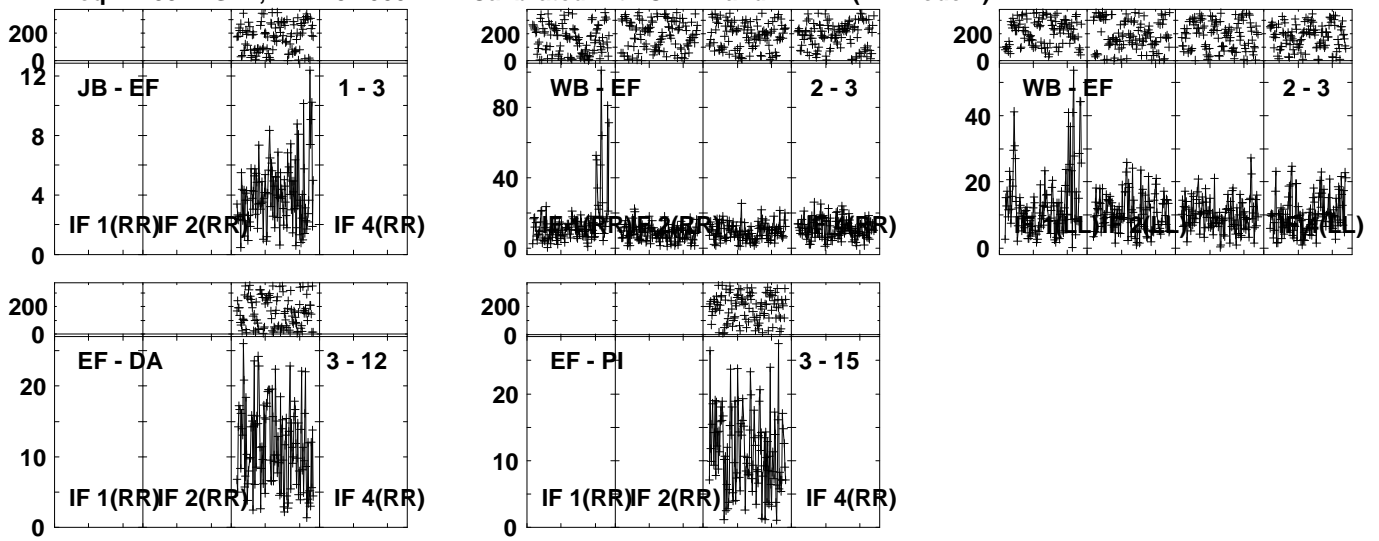 200 200 200
0 0 0
JB - EF 1 - 3 WB - EF 2 - 3 WB - EF 2 - 3
12
8
4
0
80
40
0
40
20
0
IF 1(RR) IF 2(RR) IF 4(RR)
IF 2(LL)
200 200
0 0
EF - DA 3 - 12 EF - PI 3 - 15
20 20
10 10
0 0
IF 1(RR) IF 2(RR) IF 4(RR) IF 1(RR) IF 2(RR) IF 4(RR)